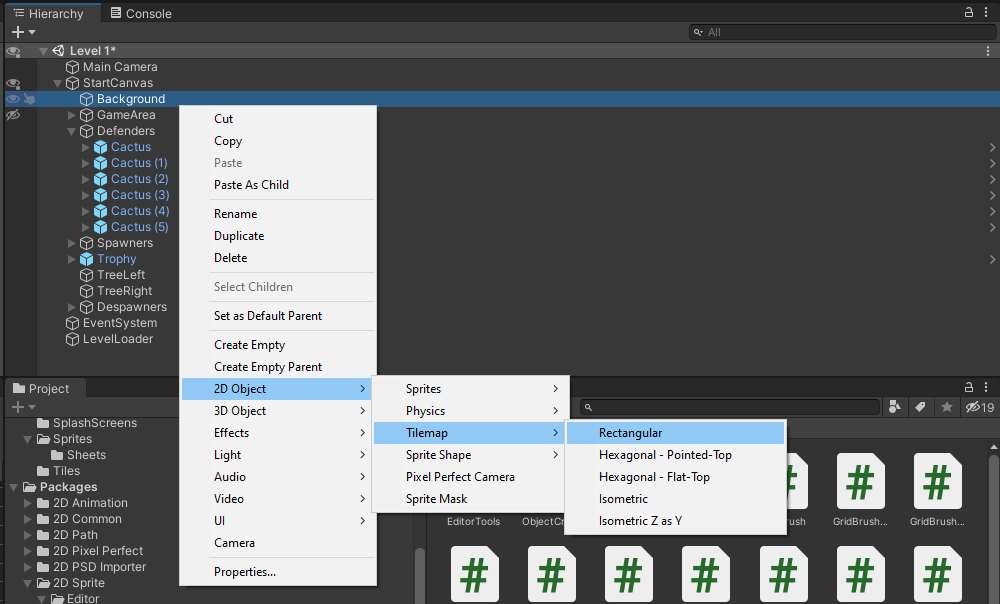 Hierarchy
Console
All
Level 1*
Main Camera
StartCanvas
Background
GameArea
Defenders
Cactus
Cactus (1)
Cactus (2)
Cactus (3)
Cactus (4)
Cactus (5)
Spawners
Trophy
TreeLeft
TreeRight
Despawners
EventSystem
LevelLoader
Cut
Copy
Paste
Paste As Child
Rename
Duplicate
Delete
Select Children
Set as Default Parent
Create Empty
Create Empty Parent
2D Object
3D Object
Effects
Light
Audio
Video
UI
Camera
Properties...
Sprites
Physics
Tilemap
Sprite Shape
Pixel Perfect Camera
Sprite Mask
Rectangular
Hexagonal - Pointed-Top
Hexagonal - Flat-Top
Isometric
Isometric Z as Y
Project
19
SplashScreens
Sprites
Sheets
Tiles
Packages
2D Animation
2D Common
2D Path
2D Pixel Perfect
2D PSD Importer
2D Sprite
Editor
# # #
EditorTools
GridBrush...
GridBrush...
# # # # # # #